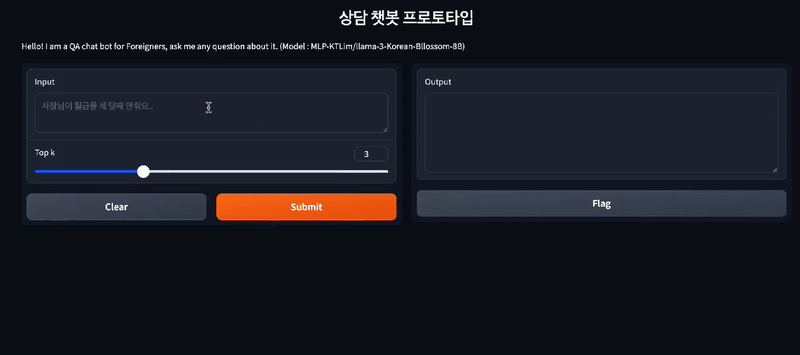 상담 챗봇 프로토타입
Hello! I am a QA chat bot for Foreigners, ask me any question about it. (Model : MLP-KTLim/llama-3-Korean-Bllossom-8B)
Input
사장님이 월급을 세 달째 안줘요..
Top k
3
Clear
Submit
Output
Flag